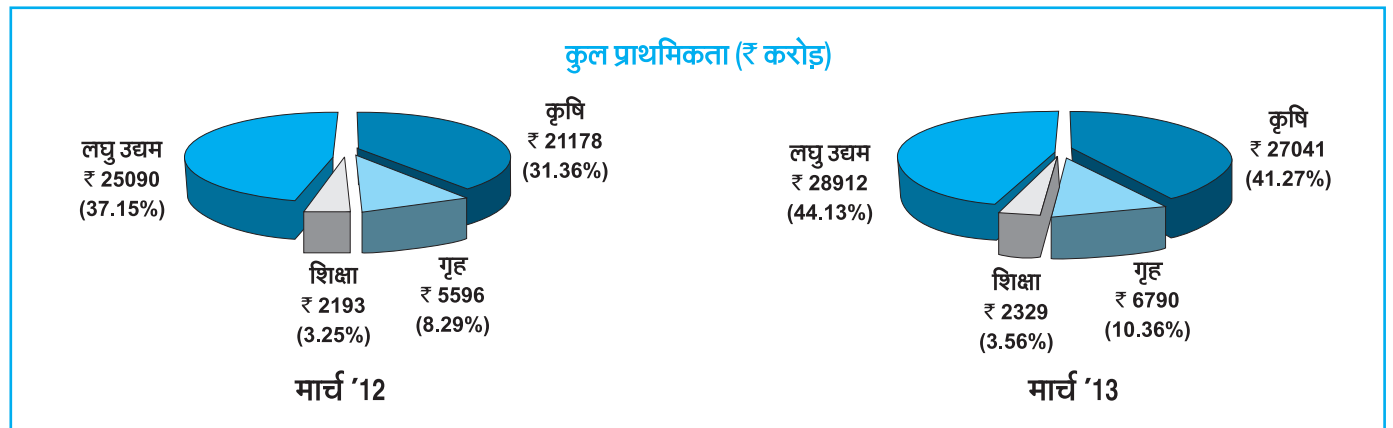 कुल प्राथमिकता (₹ करोड़)
कृषि
₹ 21178
(31.36%)
लघु उद्यम
₹ 25090
(37.15%)
शिक्षा
₹ 2193
(3.25%)
गृह
₹ 5596
(8.29%)
मार्च ’12
कृषि
₹ 27041
(41.27%)
लघु उद्यम
₹ 28912
(44.13%)
शिक्षा
₹ 2329
(3.56%)
गृह
₹ 6790
(10.36%)
मार्च ’13